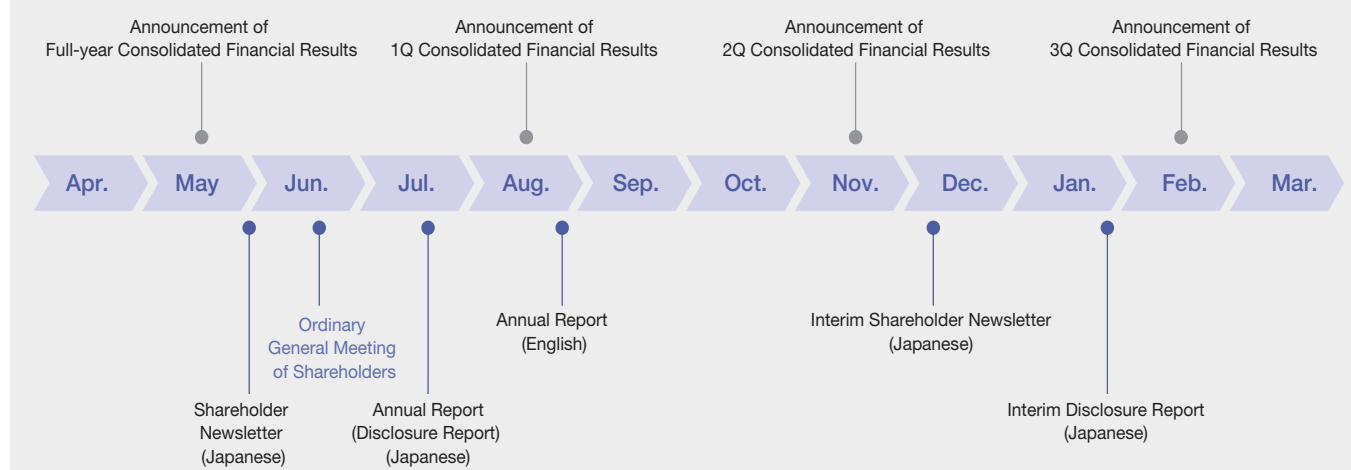 Announcement of
Full-year Consolidated Financial Results
Announcement of
1Q Consolidated Financial Results
Announcement of
2Q Consolidated Financial Results
Announcement of
3Q Consolidated Financial Results
Apr.
May
Jun.
Jul.
Aug.
Sep.
Oct.
Nov.
Dec.
Jan.
Feb.
Mar.
Ordinary
General Meeting
of Shareholders
Annual Report
(English)
Interim Shareholder Newsletter
(Japanese)
Shareholder
Newsletter
(Japanese)
Annual Report
(Disclosure Report)
(Japanese)
Interim Disclosure Report
(Japanese)